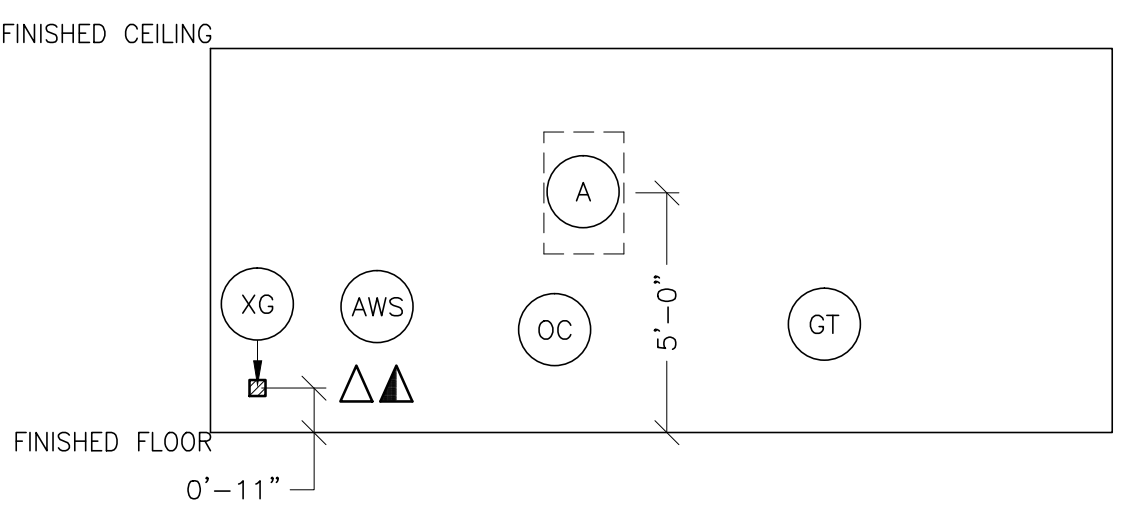 FINISHED CEILING
A
XG
AWS
OC
GT
5'-0"
FINISHED FLOOR
0'-11"